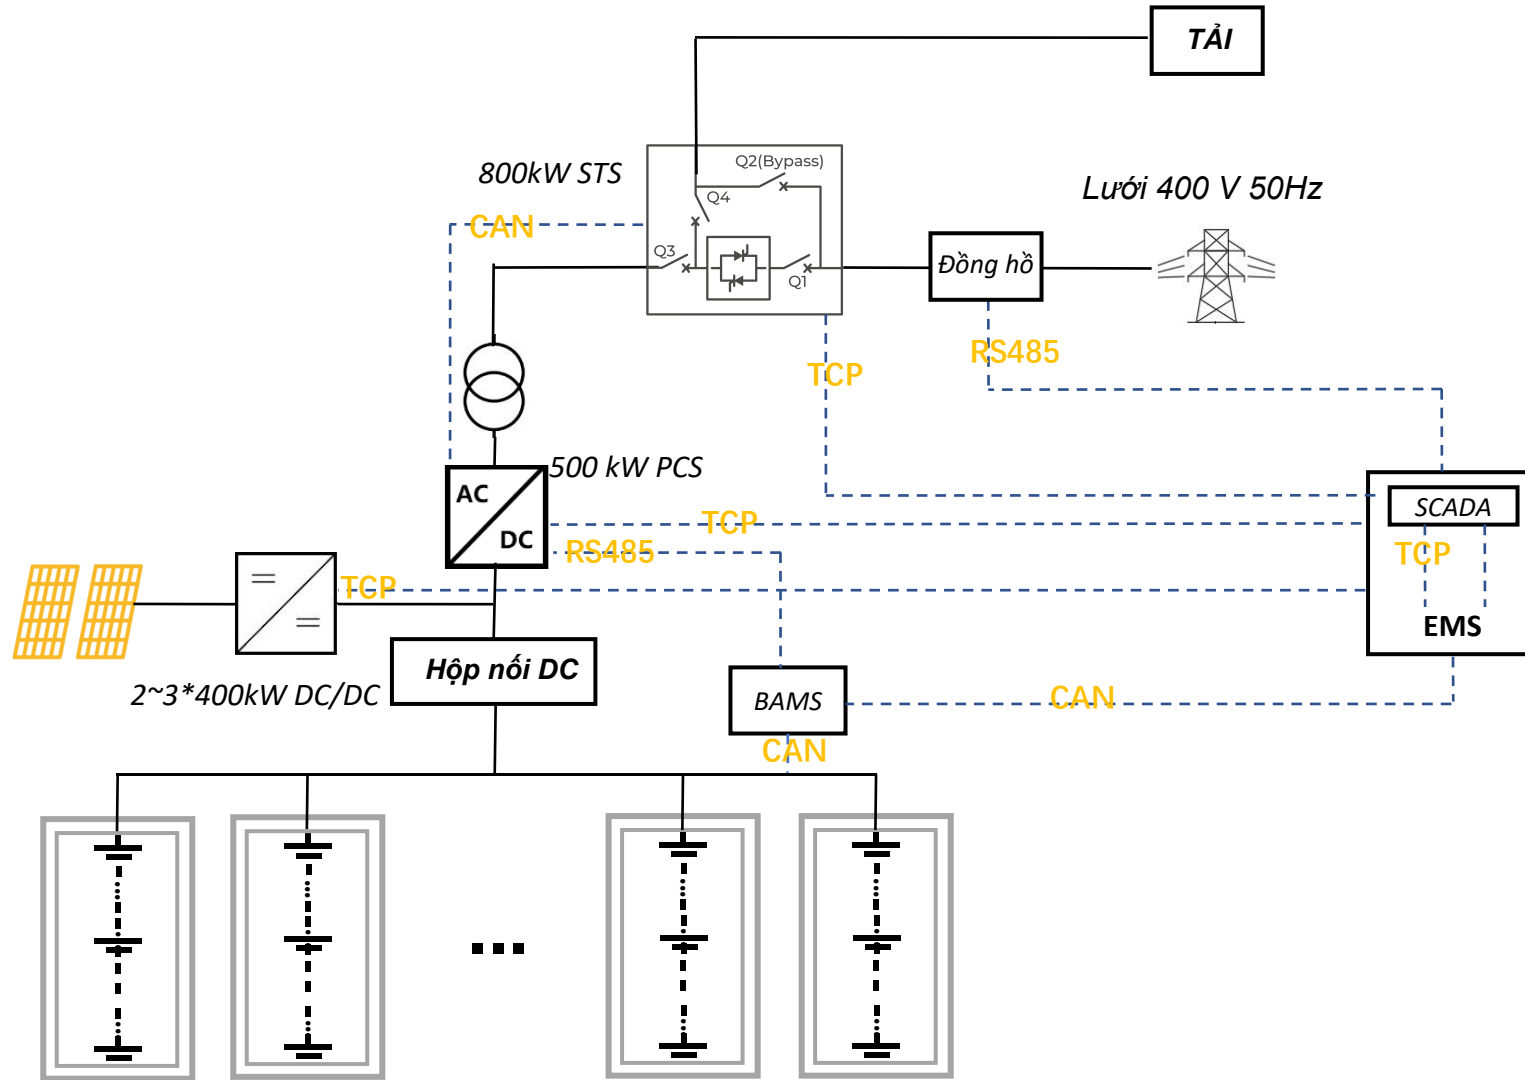 TẢI
Q2(Bypass)
800kW STS
Q4
Lưới 400 V 50Hz
CAN
Q3
Đồng hồ
Q1
RS485
TCP
500 kW PCS
AC
DC
SCADA
TCP
RS485
TCP
TCP
EMS
Hộp nối DC
2~3*400kW DC/DC
BAMS
CAN
CAN